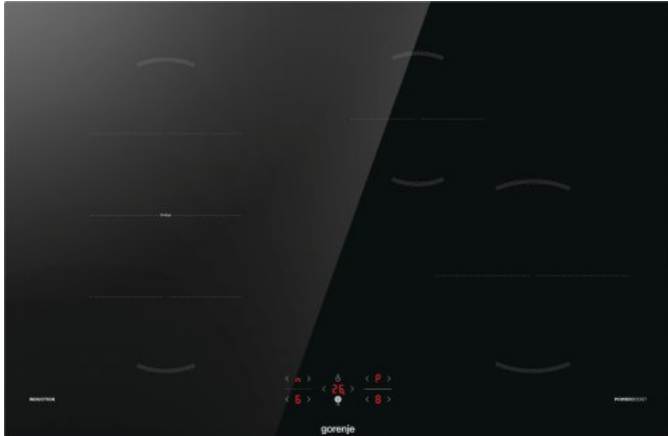 < n > < P >
< 26 >
< 6 > < 8 >
INDUCTION POWERBOOST
gorenje